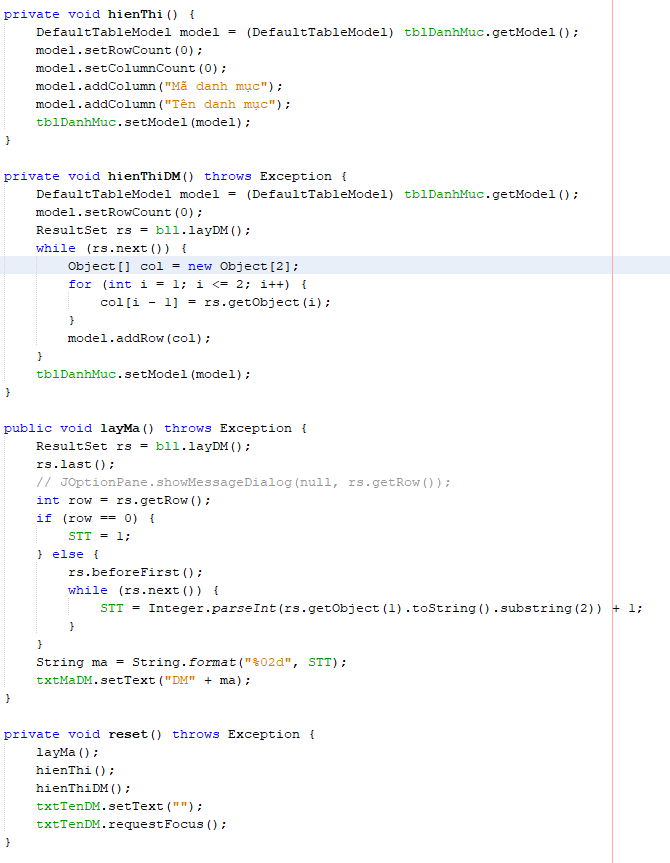 private void hienThi() {
    DefaultTableModel model = (DefaultTableModel) tblDanhMuc.getModel();
    model.setRowCount(0);
    model.setColumnCount(0);
    model.addColumn("Mã danh mục");
    model.addColumn("Tên danh mục");
    tblDanhMuc.setModel(model);
}

private void hienThiDM() throws Exception {
    DefaultTableModel model = (DefaultTableModel) tblDanhMuc.getModel();
    model.setRowCount(0);
    ResultSet rs = bll.layDM();
    while (rs.next()) {
        Object[] col = new Object[2];
        for (int i = 1; i <= 2; i++) {
            col[i - 1] = rs.getObject(i);
        }
        model.addRow(col);
    }
    tblDanhMuc.setModel(model);
}

public void layMa() throws Exception {
    ResultSet rs = bll.layDM();
    rs.last();
    // JOptionPane.showMessageDialog(null, rs.getRow());
    int row = rs.getRow();
    if (row == 0) {
        STT = 1;
    } else {
        rs.beforeFirst();
        while (rs.next()) {
            STT = Integer.parseInt(rs.getObject(1).toString().substring(2)) + 1;
        }
    }
    String ma = String.format("%02d", STT);
    txtMaDM.setText("DM" + ma);
}

private void reset() throws Exception {
    layMa();
    hienThi();
    hienThiDM();
    txtTenDM.setText("");
    txtTenDM.requestFocus();
}